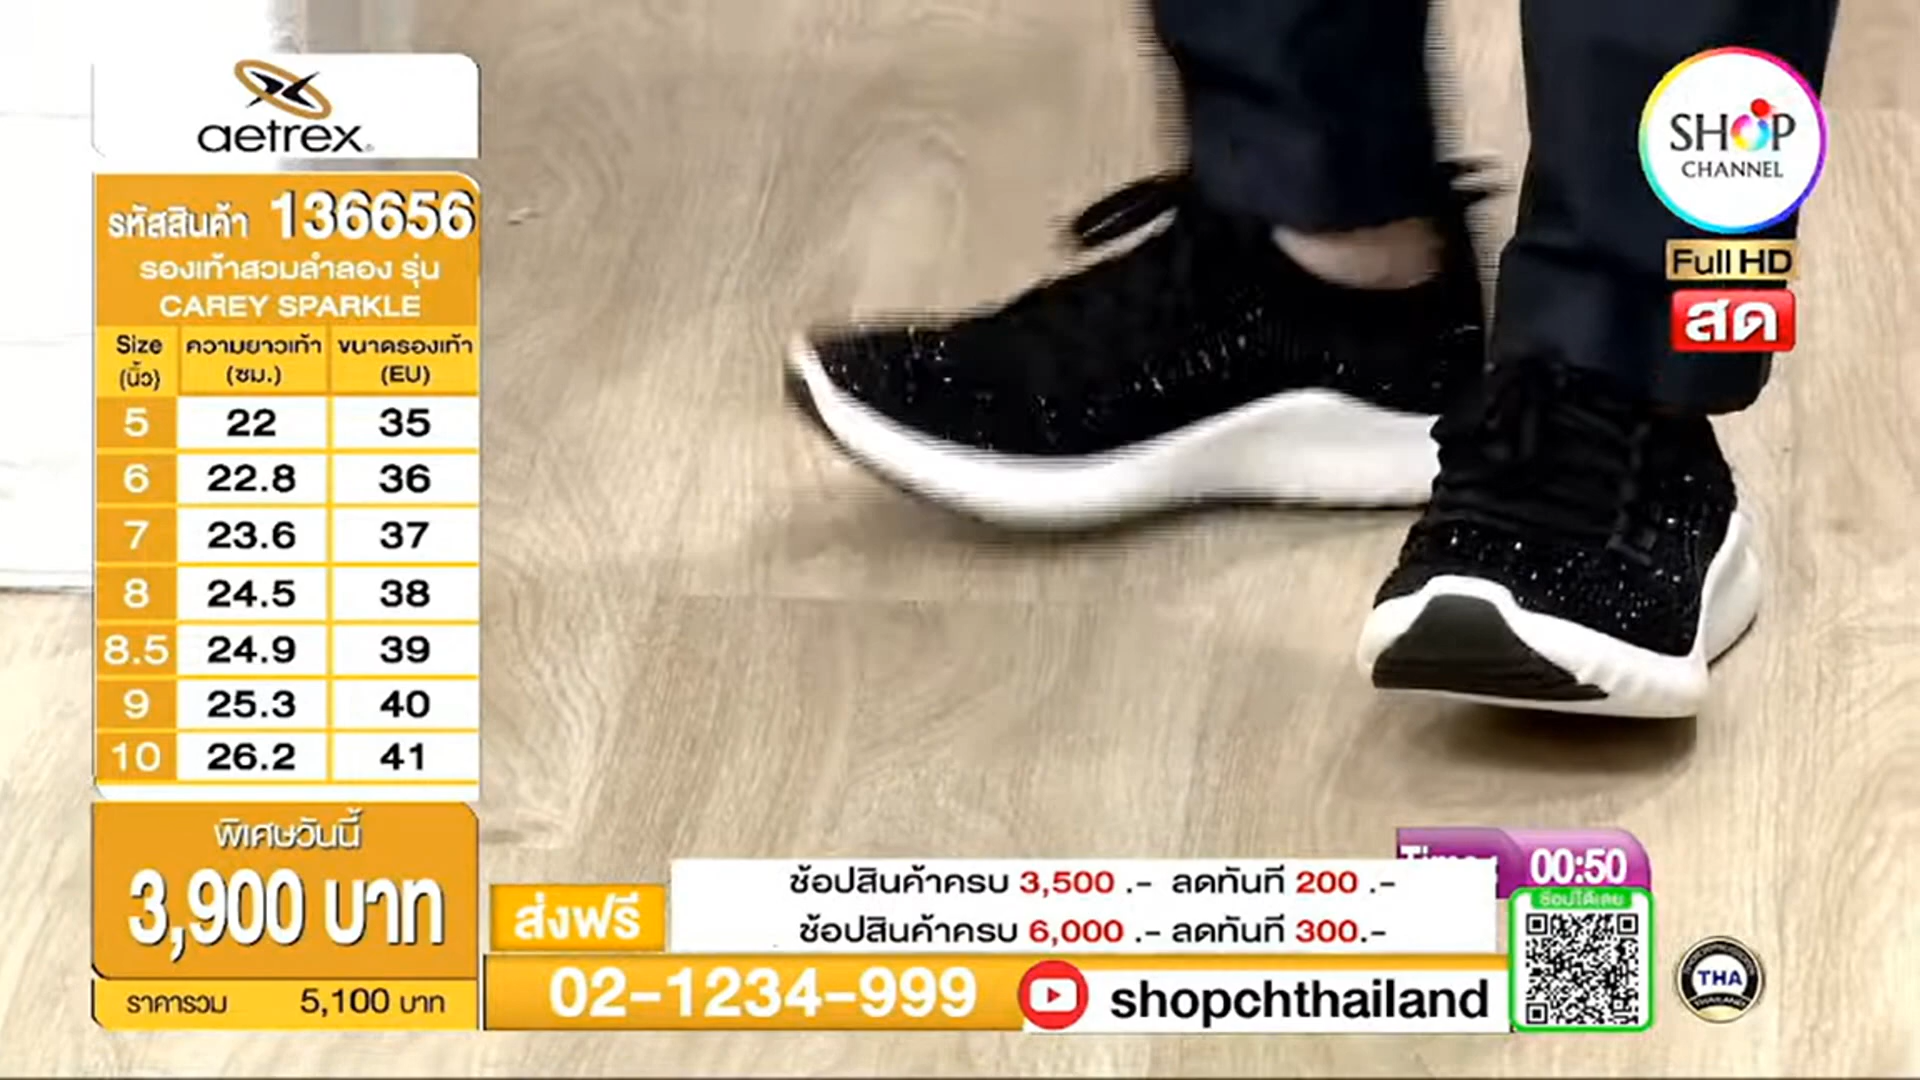 aetrex
รหัสสินค้า 136656
รองเท้าสวมลำลอง รุ่น
CAREY SPARKLE
Size (นิ้ว) ความยาวเท้า (ซม.) ขนาดรองเท้า (EU)
5 22 35
6 22.8 36
7 23.6 37
8 24.5 38
8.5 24.9 39
9 25.3 40
10 26.2 41
พิเศษวันนี้
3,900 บาท
ราคารวม 5,100 บาท
SHOP
CHANNEL
Full HD
สด
00:50
ช้อปได้เลย
ส่งฟรี
ช้อปสินค้าครบ 3,500 .- ลดทันที 200 .-
ช้อปสินค้าครบ 6,000 .- ลดทันที 300.-
02-1234-999
shopchthailand
THA